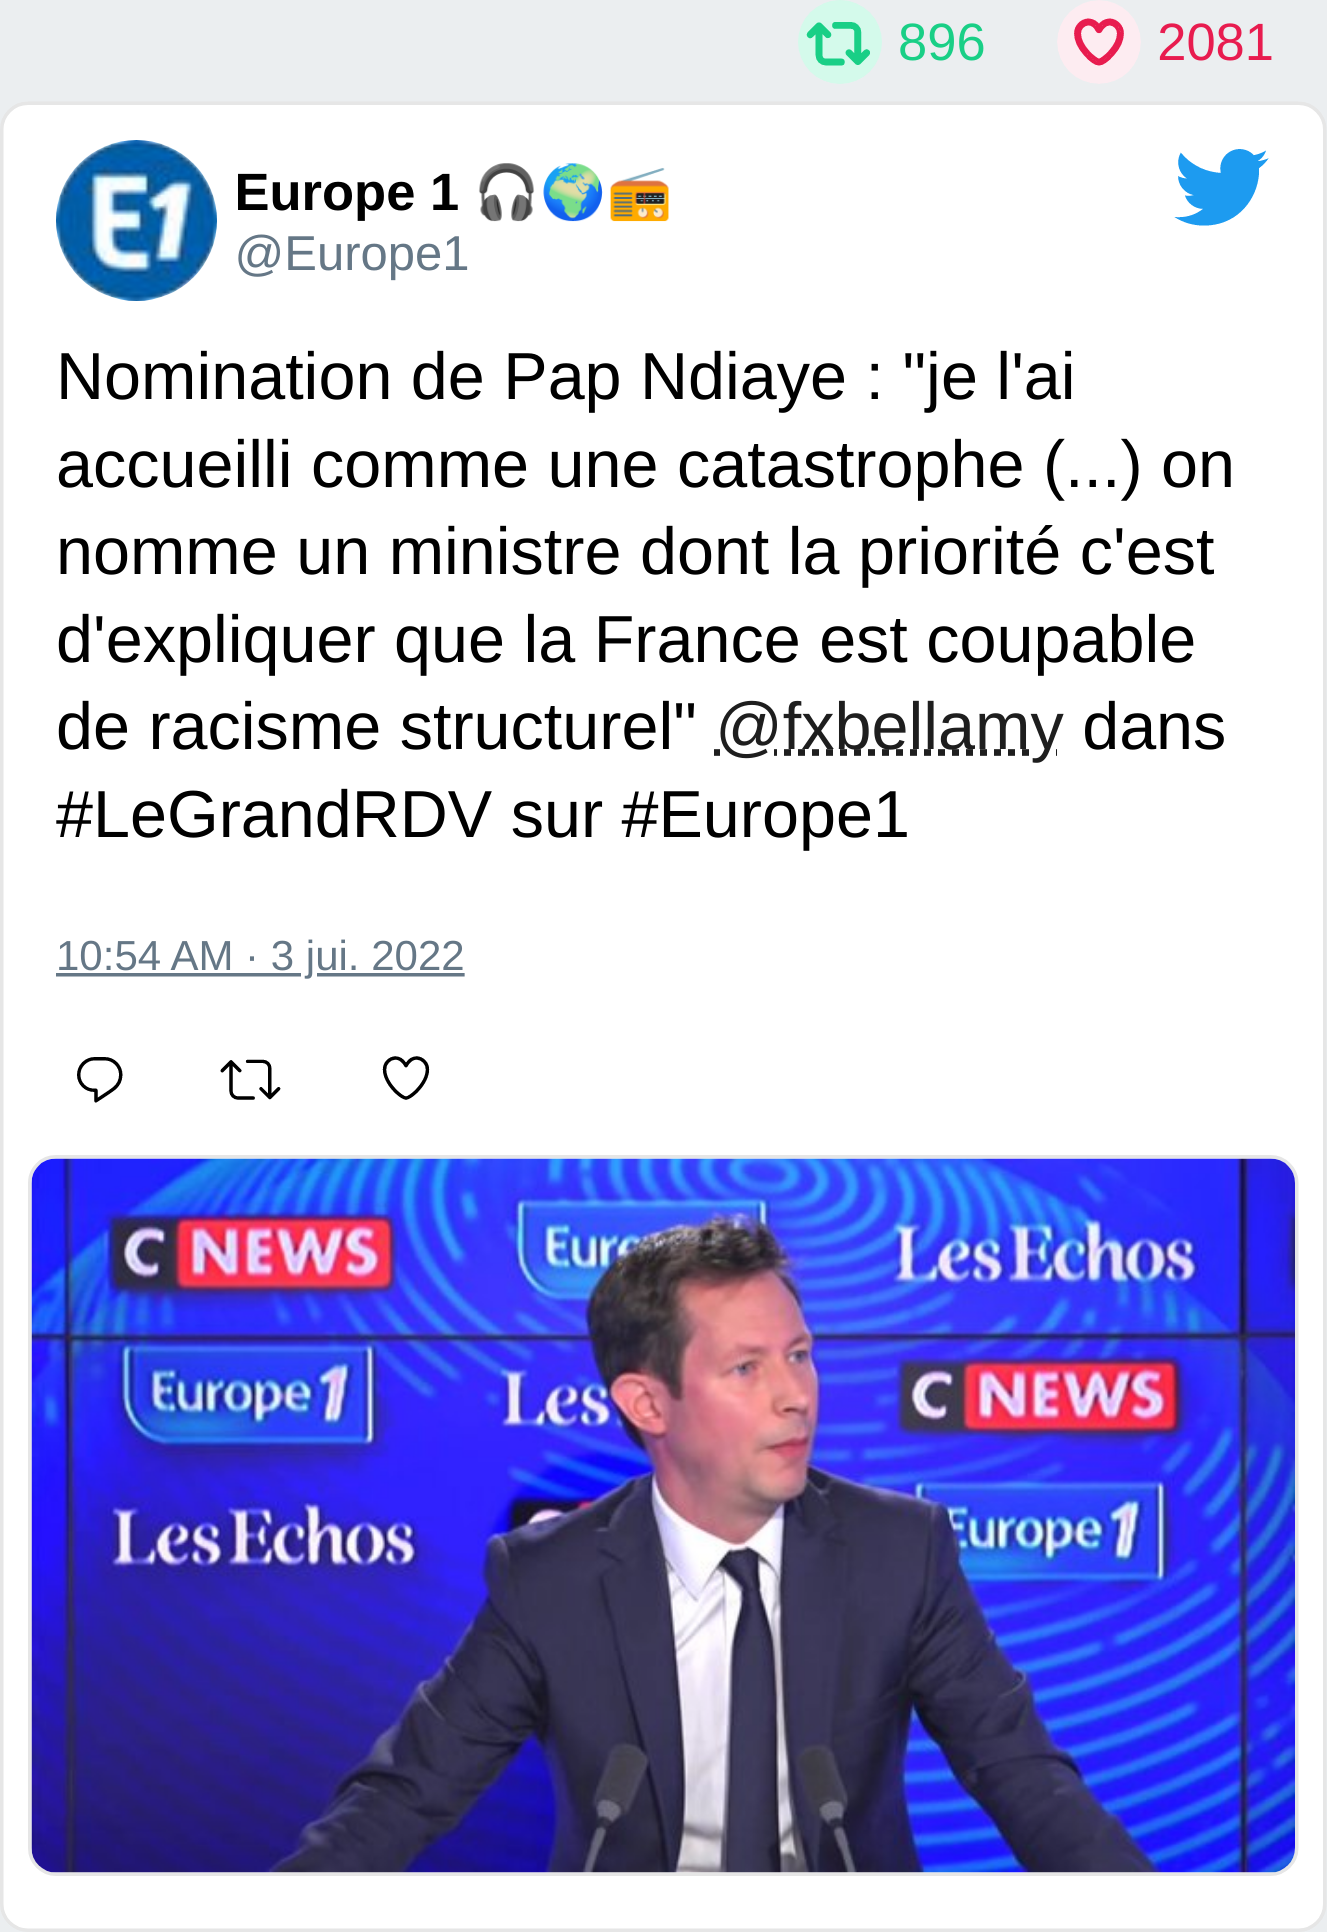 896 2081
E1
Europe 1 🎧🌍📻
@Europe1
Nomination de Pap Ndiaye : "je l'ai
accueilli comme une catastrophe (...) on
nomme un ministre dont la priorité c'est
d'expliquer que la France est coupable
de racisme structurel" @fxbellamy dans
#LeGrandRDV sur #Europe1
10:54 AM · 3 jui. 2022
C NEWS
Eur
Les Echos
Europe 1
Les
C NEWS
Les Echos
Europe 1